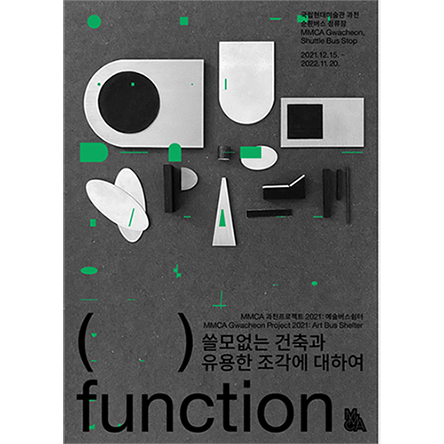 국립현대미술관 과천
순환버스 정류장
MMCA Gwacheon,
Shuttle Bus Stop
2021.12.15. –
2022.11.20.
MMCA 과천프로젝트 2021: 예술버스쉼터
MMCA Gwacheon Project 2021: Art Bus Shelter
( ) 쓸모없는 건축과
유용한 조각에 대하여
function
MMCA